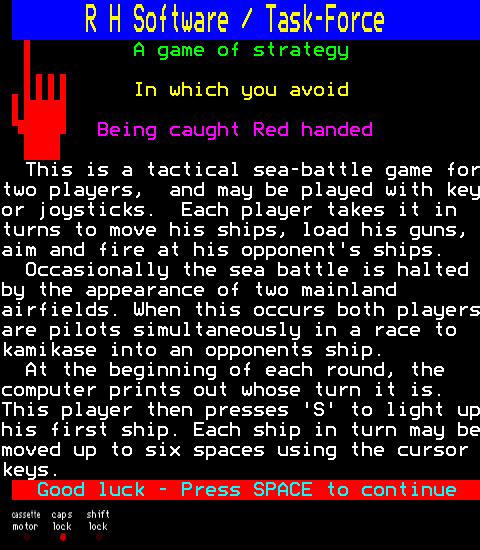 R H Software / Task-Force
A game of strategy
In which you avoid
Being caught Red handed
This is a tactical sea-battle game for
two players,  and may be played with key
or joysticks.  Each player takes it in
turns to move his ships, load his guns,
aim and fire at his opponent's ships.
Occasionally the sea battle is halted
by the appearance of two mainland
airfields. When this occurs both players
are pilots simultaneously in a race to
kamikase into an opponents ship.
At the beginning of each round, the
computer prints out whose turn it is.
This player then presses 'S' to light up
his first ship. Each ship in turn may be
moved up to six spaces using the cursor
keys.
Good luck - Press SPACE to continue
cassette motor caps lock shift lock